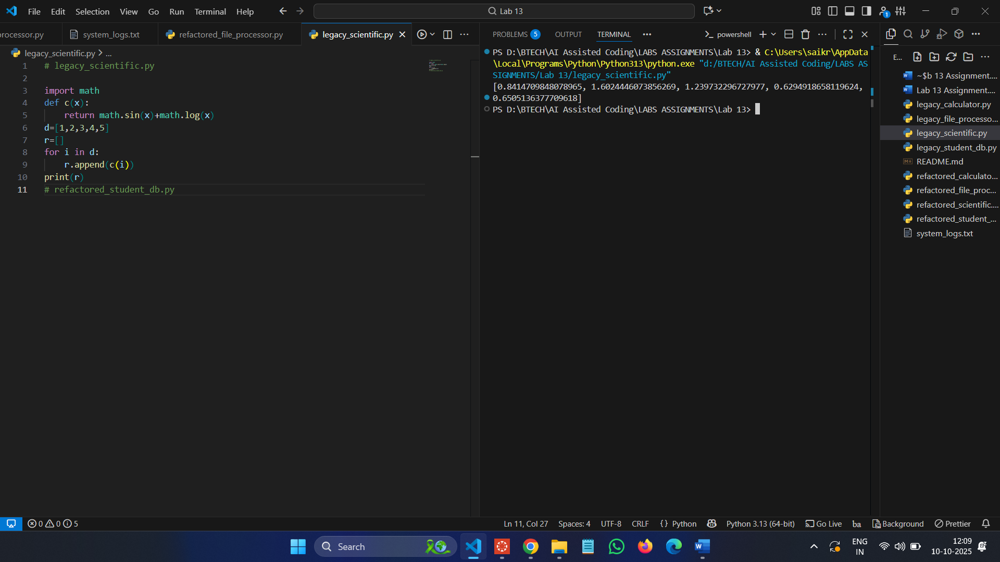 File Edit Selection View Go Run Terminal Help
Lab 13
1
rocessor.py
system_logs.txt
refactored_file_processor.py
legacy_scientific.py
legacy_scientific.py > ...
1 # legacy_scientific.py
2
3 import math
4 def c(x):
5 return math.sin(x)+math.log(x)
6 d=[1,2,3,4,5]
7 r=[]
8 for i in d:
9 r.append(c(i))
10 print(r)
11 # refactored_student_db.py
PROBLEMS 5 OUTPUT TERMINAL ...
powershell
PS D:\BTECH\AI Assisted Coding\LABS ASSIGNMENTS\Lab 13> & C:\Users\saikr\AppData
\Local\Programs\Python\Python313\python.exe "d:/BTECH/AI Assisted Coding/LABS AS
SIGNMENTS/Lab 13/legacy_scientific.py"
[0.8414709848078965, 1.6024446073856269, 1.239732296727977, 0.6294918658119624,
0.6505136377709618]
PS D:\BTECH\AI Assisted Coding\LABS ASSIGNMENTS\Lab 13>
E...
~$b 13 Assignment....
Lab 13 Assignment....
legacy_calculator.py
legacy_file_processo...
legacy_scientific.py
legacy_student_db.py
README.md
refactored_calculato...
refactored_file_proc...
refactored_scientific....
refactored_student_...
system_logs.txt
0 0 5
Ln 11, Col 27 Spaces: 4 UTF-8 CRLF {} Python Python 3.13 (64-bit) Go Live ba Background Prettier
Search
ENG
IN
12:09
10-10-2025